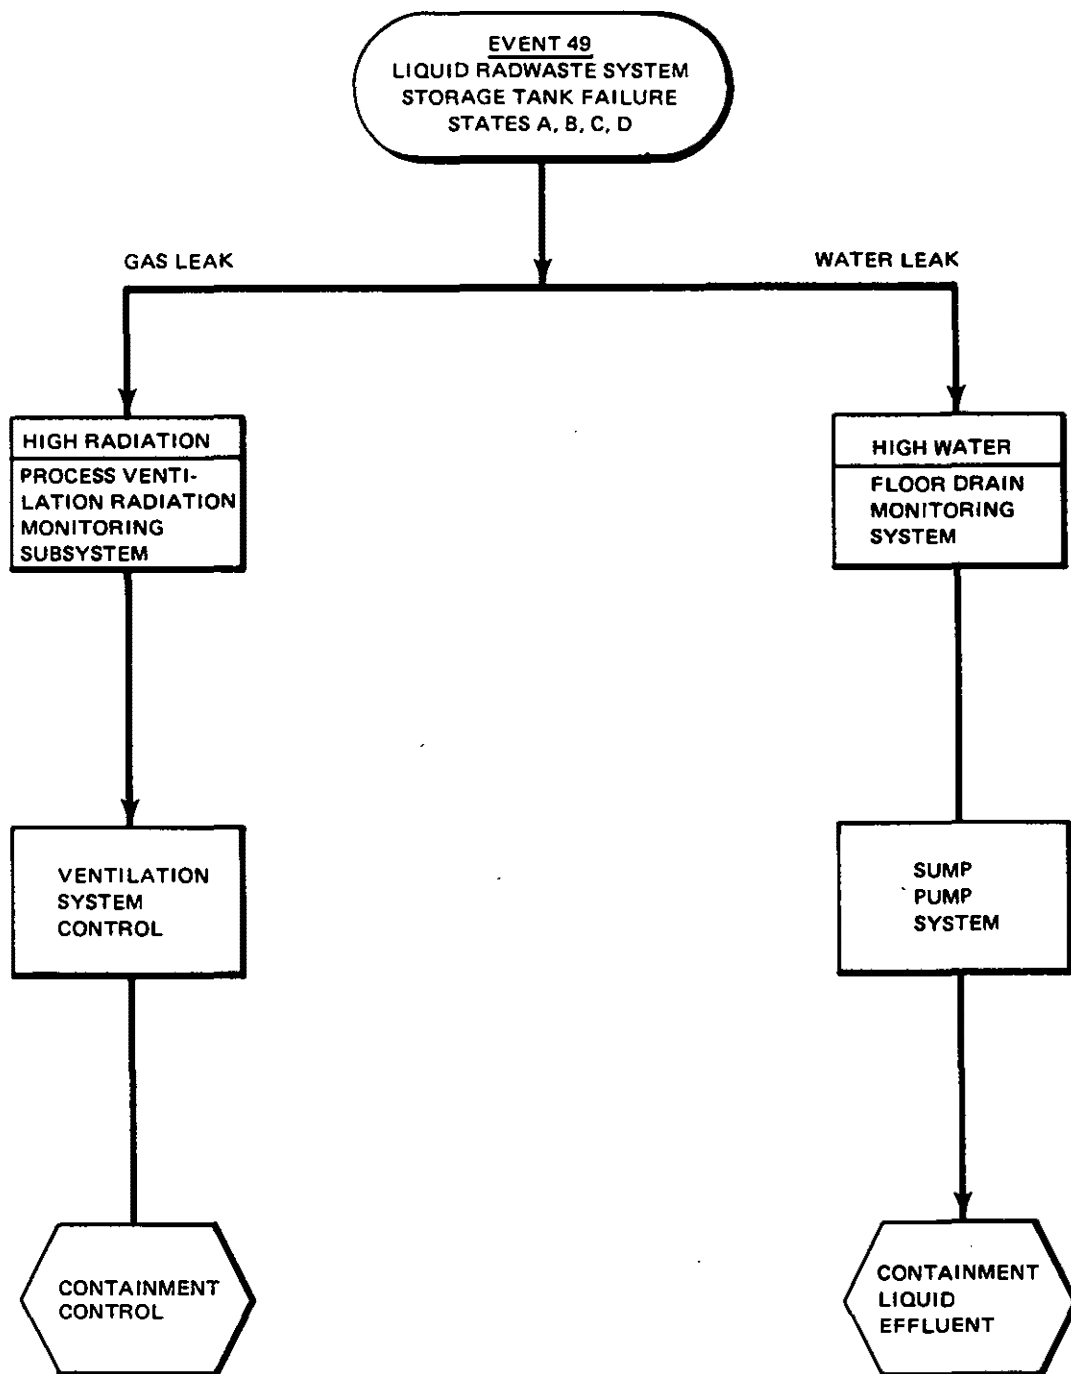 EVENT 49
LIQUID RADWASTE SYSTEM
STORAGE TANK FAILURE
STATES A, B, C, D
GAS LEAK
WATER LEAK
HIGH RADIATION
PROCESS VENTI-
LATION RADIATION
MONITORING
SUBSYSTEM
HIGH WATER
FLOOR DRAIN
MONITORING
SYSTEM
VENTILATION
SYSTEM
CONTROL
SUMP
PUMP
SYSTEM
CONTAINMENT
CONTROL
CONTAINMENT
LIQUID
EFFLUENT